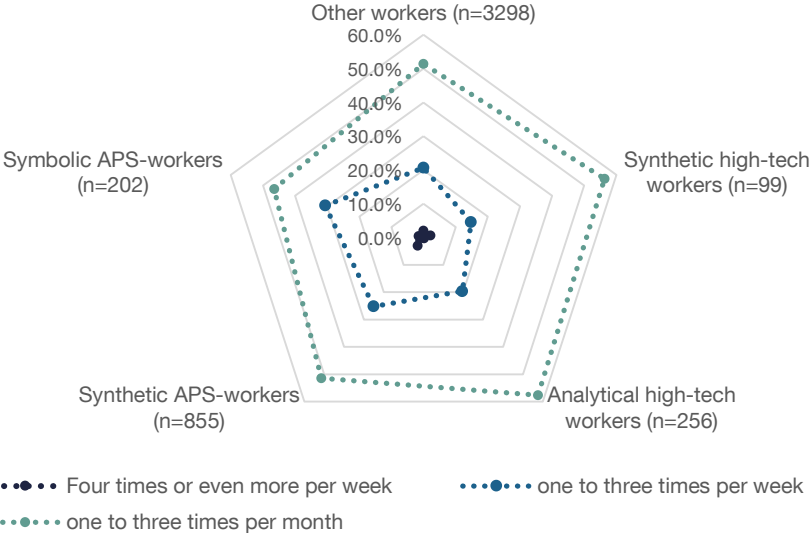 Other workers (n=3298)
60.0%
50.0%
40.0%
30.0%
20.0%
10.0%
0.0%
Symbolic APS-workers
(n=202)
Synthetic high-tech
workers (n=99)
Synthetic APS-workers
(n=855)
Analytical high-tech
workers (n=256)
Four times or even more per week
one to three times per week
one to three times per month